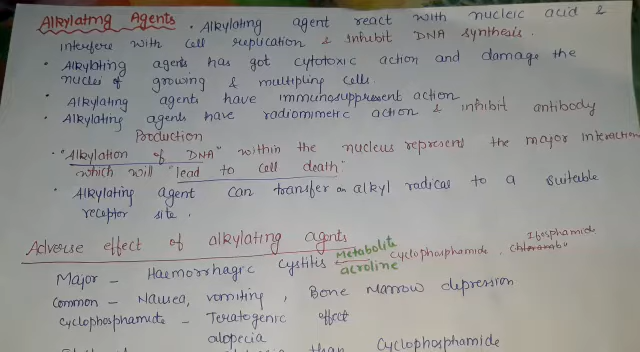 Alkylating Agents • Alkylating agent react with nucleic acid &
interfere with cell replication & Inhibit DNA synthesis.
• Alkylating agents has got cytotoxic action and damage the
nuclei of growing & multipling cells.
• Alkylating agents have immunosuppresent action
• Alkylating agents have radiomimetric action & inhibit antibody
Production
• "Alkylation of DNA" within the nucleus represent the major interaction
which will "lead to cell death"
• Alkylating agent can transfer an alkyl radical to a suitable
receptor site.
Adverse effect of alkylating agents
Major - Haemorrhagic Cystitis Metabolite acroline cyclophosphamide, Ifosphamid
Common - Nausea, vomiting, Bone Marrow depression
Cyclophosphamide - Teratogenic effect
alopecia
than Cyclophosphamide